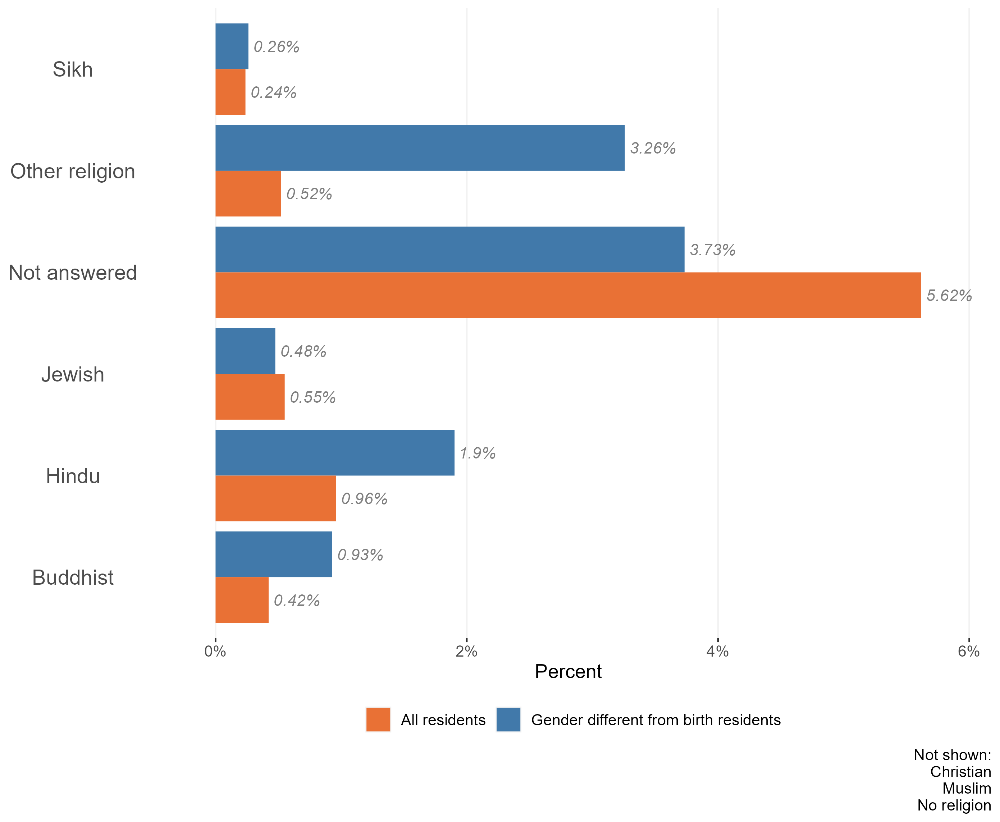 Sikh
0.26%
0.24%
Other religion
3.26%
0.52%
Not answered
3.73%
5.62%
Jewish
0.48%
0.55%
Hindu
1.9%
0.96%
Buddhist
0.93%
0.42%
0% 2% 4% 6%
Percent
All residents Gender different from birth residents
Not shown:
Christian
Muslim
No religion